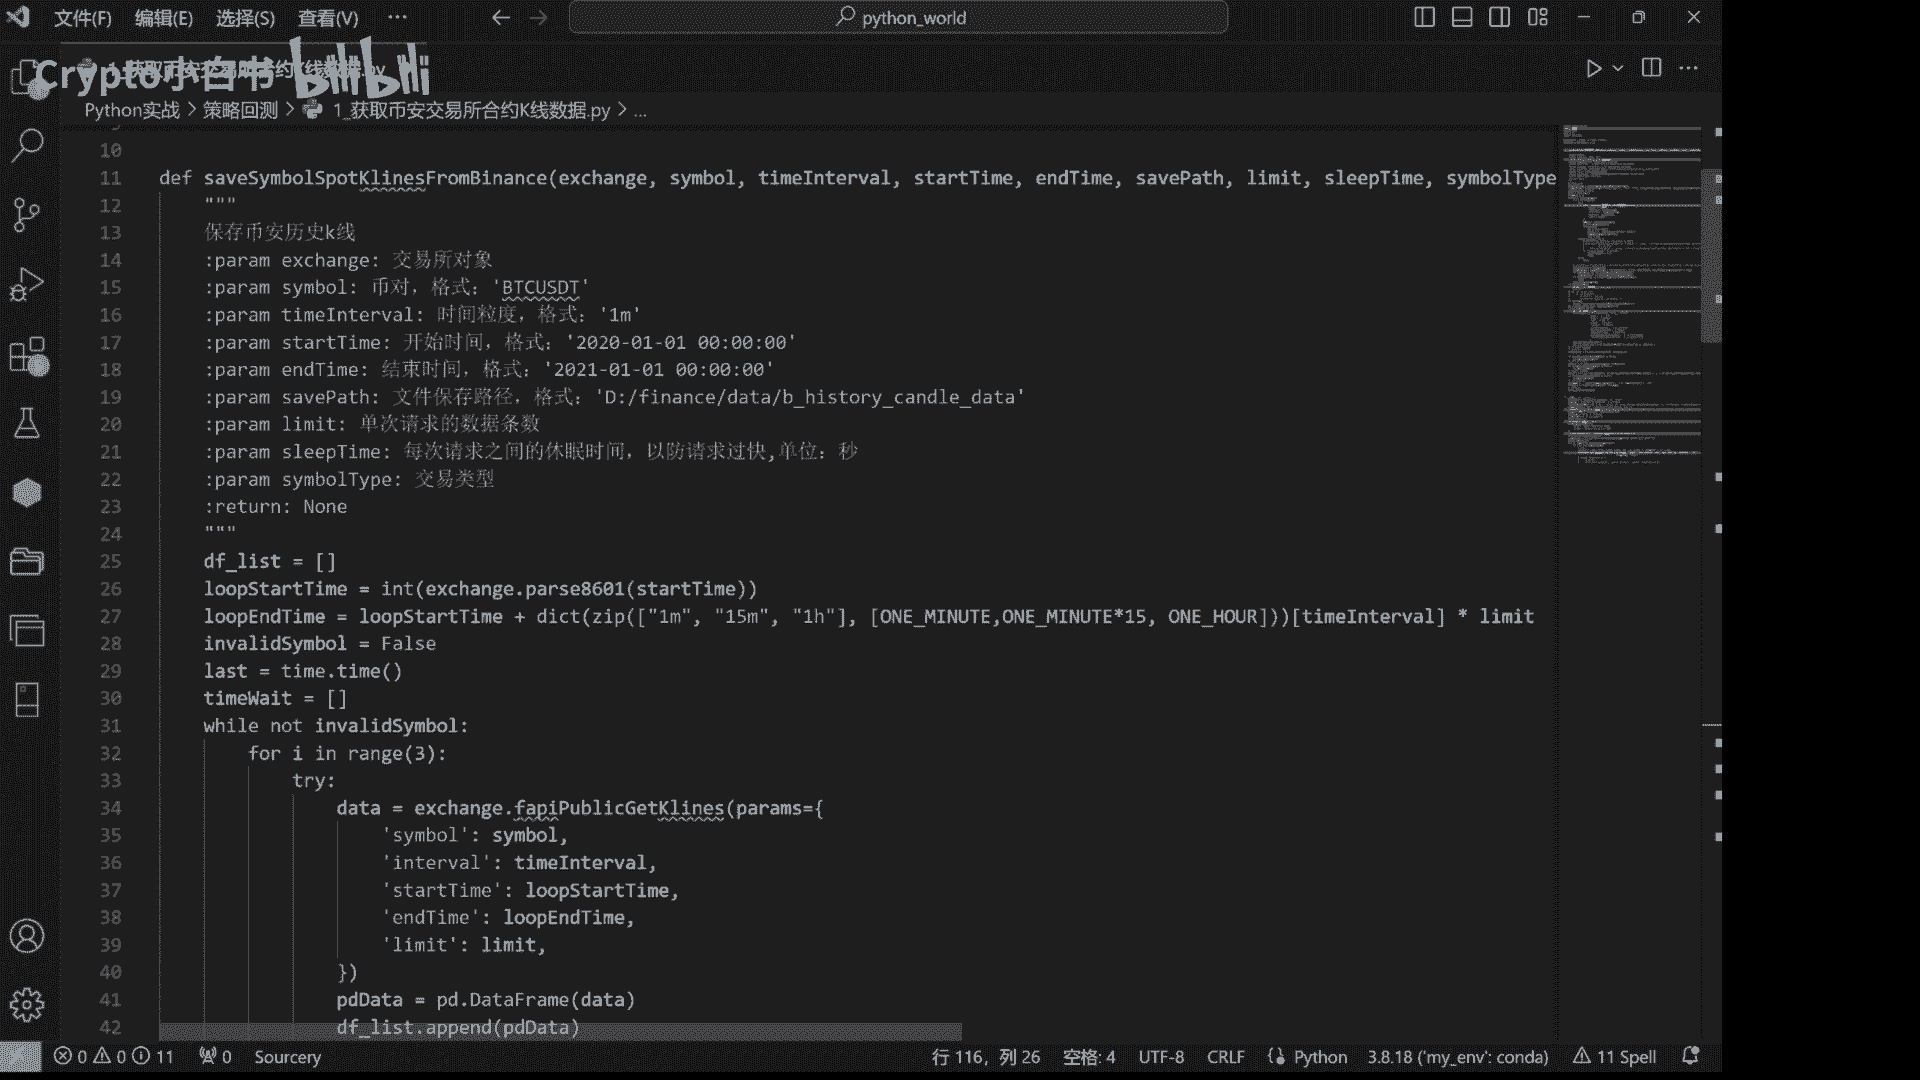 文件(F) 编辑(E) 选择(S) 查看(V) ··· python_world
Crypto小白书 bilibili
Python实战 > 策略回测 > 1_获取币安交易所合约K线数据.py > ...
10
11 def saveSymbolSpotKlinesFromBinance(exchange, symbol, timeInterval, startTime, endTime, savePath, limit, sleepTime, symbolType
12 """
13 保存币安历史k线
14 :param exchange: 交易所对象
15 :param symbol: 币对，格式：'BTCUSDT'
16 :param timeInterval: 时间粒度，格式：'1m'
17 :param startTime: 开始时间，格式：'2020-01-01 00:00:00'
18 :param endTime: 结束时间，格式：'2021-01-01 00:00:00'
19 :param savePath: 文件保存路径，格式：'D:/finance/data/b_history_candle_data'
20 :param limit: 单次请求的数据条数
21 :param sleepTime: 每次请求之间的休眠时间，以防请求过快,单位：秒
22 :param symbolType: 交易类型
23 :return: None
24 """
25 df_list = []
26 loopStartTime = int(exchange.parse8601(startTime))
27 loopEndTime = loopStartTime + dict(zip(["1m", "15m", "1h"], [ONE_MINUTE,ONE_MINUTE*15, ONE_HOUR]))[timeInterval] * limit
28 invalidSymbol = False
29 last = time.time()
30 timeWait = []
31 while not invalidSymbol:
32 for i in range(3):
33 try:
34 data = exchange.fapiPublicGetKlines(params={
35 'symbol': symbol,
36 'interval': timeInterval,
37 'startTime': loopStartTime,
38 'endTime': loopEndTime,
39 'limit': limit,
40 })
41 pdData = pd.DataFrame(data)
42 df_list.append(pdData)
0 0 11 0 Sourcery 行 116，列 26 空格: 4 UTF-8 CRLF Python 3.8.18 ('my_env': conda) 11 Spell